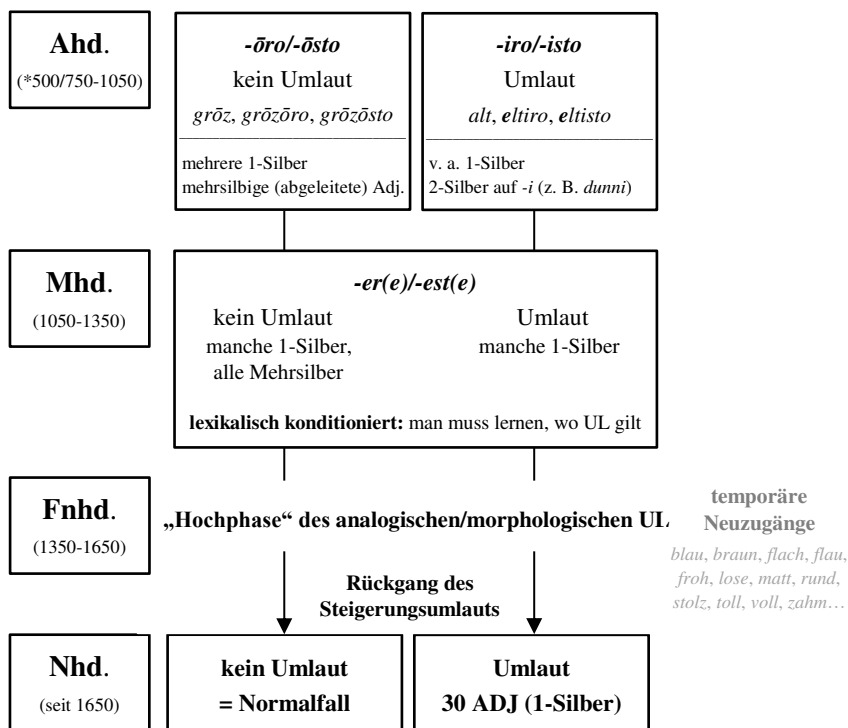 Ahd.
(*500/750-1050)
-ōro/-ōsto
kein Umlaut
grōz, grōzōro, grōzōsto
mehrere 1-Silber
mehrsilbige (abgeleitete) Adj.
-iro/-isto
Umlaut
alt, eltiro, eltisto
v. a. 1-Silber
2-Silber auf -i (z. B. dunni)
Mhd.
(1050-1350)
-er(e)/-est(e)
kein Umlaut
manche 1-Silber,
alle Mehrsilber
Umlaut
manche 1-Silber
lexikalisch konditioniert: man muss lernen, wo UL gilt
Fnhd.
(1350-1650)
„Hochphase“ des analogischen/morphologischen UL
temporäre
Neuzugänge
blau, braun, flach, flau,
froh, lose, matt, rund,
stolz, toll, voll, zahm…
Rückgang des
Steigerungsumlauts
Nhd.
(seit 1650)
kein Umlaut
= Normalfall
Umlaut
30 ADJ (1-Silber)